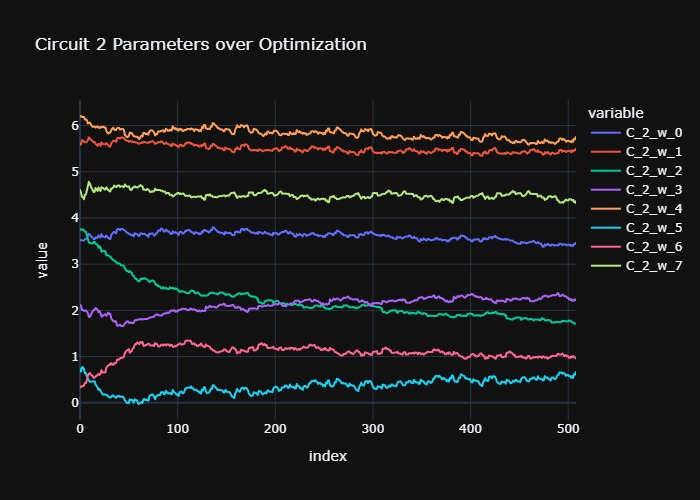 Circuit 2 Parameters over Optimization
variable
C_2_w_0
C_2_w_1
C_2_w_2
C_2_w_3
C_2_w_4
C_2_w_5
C_2_w_6
C_2_w_7
value
6
5
4
3
2
1
0
0 100 200 300 400 500
index